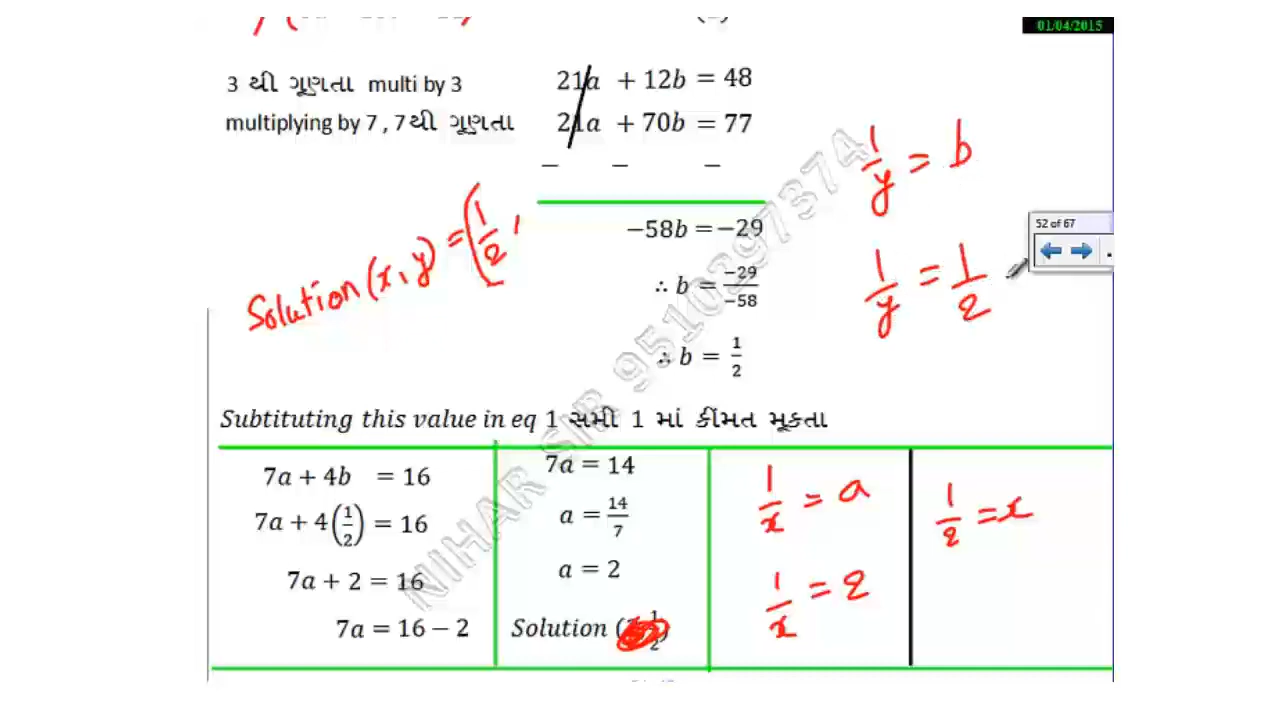 01/04/2015
3 થી ગૂણતા multi by 3
21a + 12b = 48
multiplying by 7 , 7થી ગૂણતા
21a + 70b = 77
− − −
−58b = −29
∴ b = −29/−58
∴ b = 1/2
1/y = b
1/y = 1/2
52 of 67
Solution (x, y) = (1/2,
Subtituting this value in eq 1 સમી 1 માં કીંમત મૂકતા
7a + 4b = 16
7a + 4(1/2) = 16
7a + 2 = 16
7a = 16 − 2
7a = 14
a = 14/7
a = 2
Solution (
1/x = a
1/x = 2
1/2 = x
NIHAR SIR 9510397374